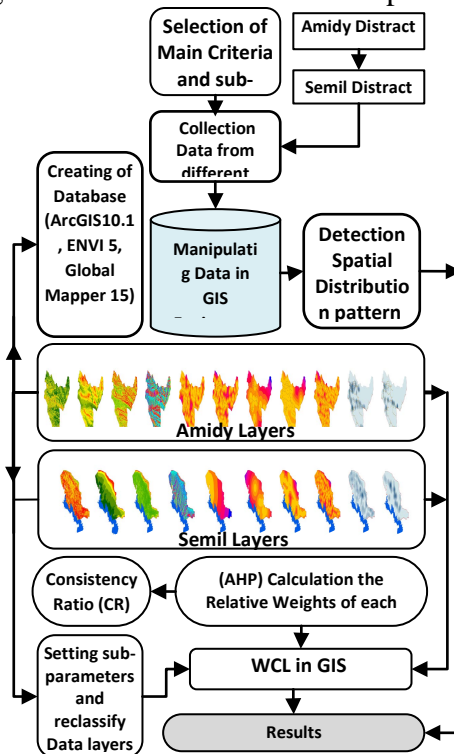 Selection of
Main Criteria
and sub-
Amidy Distract
Semil Distract
Collection
Data from
different
Creating of
Database
(ArcGIS10.1
, ENVI 5,
Global
Mapper 15)
Manipulati
g Data in
GIS
Detection
Spatial
Distributio
n pattern
Amidy Layers
Semil Layers
Consistency
Ratio (CR)
(AHP) Calculation the
Relative Weights of each
Setting sub-
parameters
and
reclassify
Data layers
WCL in GIS
Results